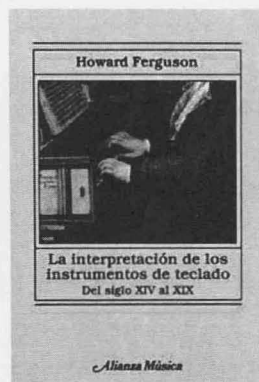 Howard Ferguson
La interpretación de los
instrumentos de teclado
Del siglo XIV al XIX
Alianza Música